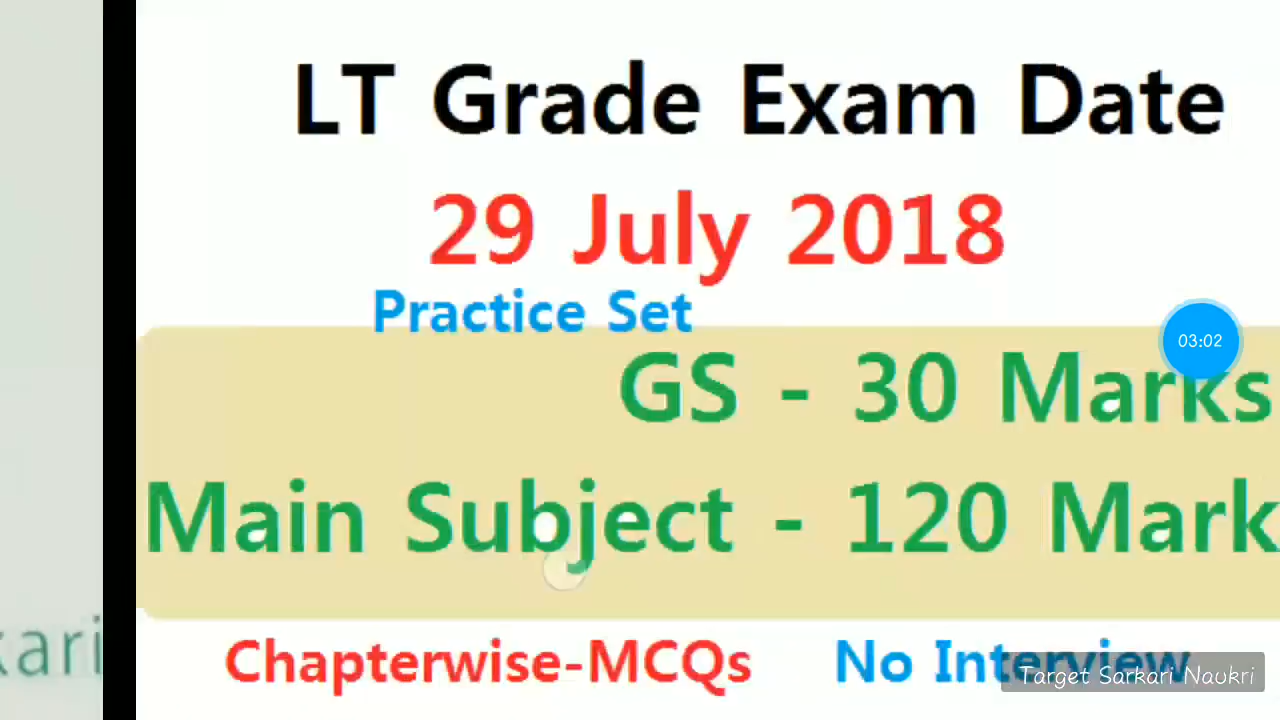 LT Grade Exam Date
29 July 2018
Practice Set
03:02
GS - 30 Marks
Main Subject - 120 Mark
kari
Chapterwise-MCQs No Interview
Target Sarkari Naukri